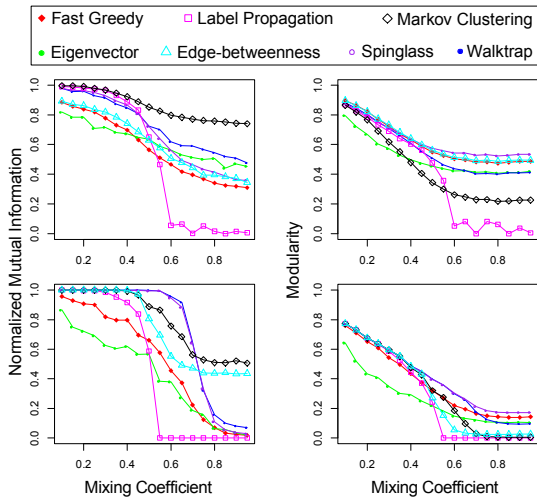 Fast Greedy Label Propagation Markov Clustering
Eigenvector Edge-betweenness Spinglass Walktrap
Normalized Mutual Information
Modularity
0.0 0.2 0.4 0.6 0.8 1.0
0.2 0.4 0.6 0.8
0.0 0.2 0.4 0.6 0.8 1.0
0.2 0.4 0.6 0.8
0.0 0.2 0.4 0.6 0.8 1.0
0.2 0.4 0.6 0.8
0.0 0.2 0.4 0.6 0.8 1.0
0.2 0.4 0.6 0.8
Mixing Coefficient Mixing Coefficient